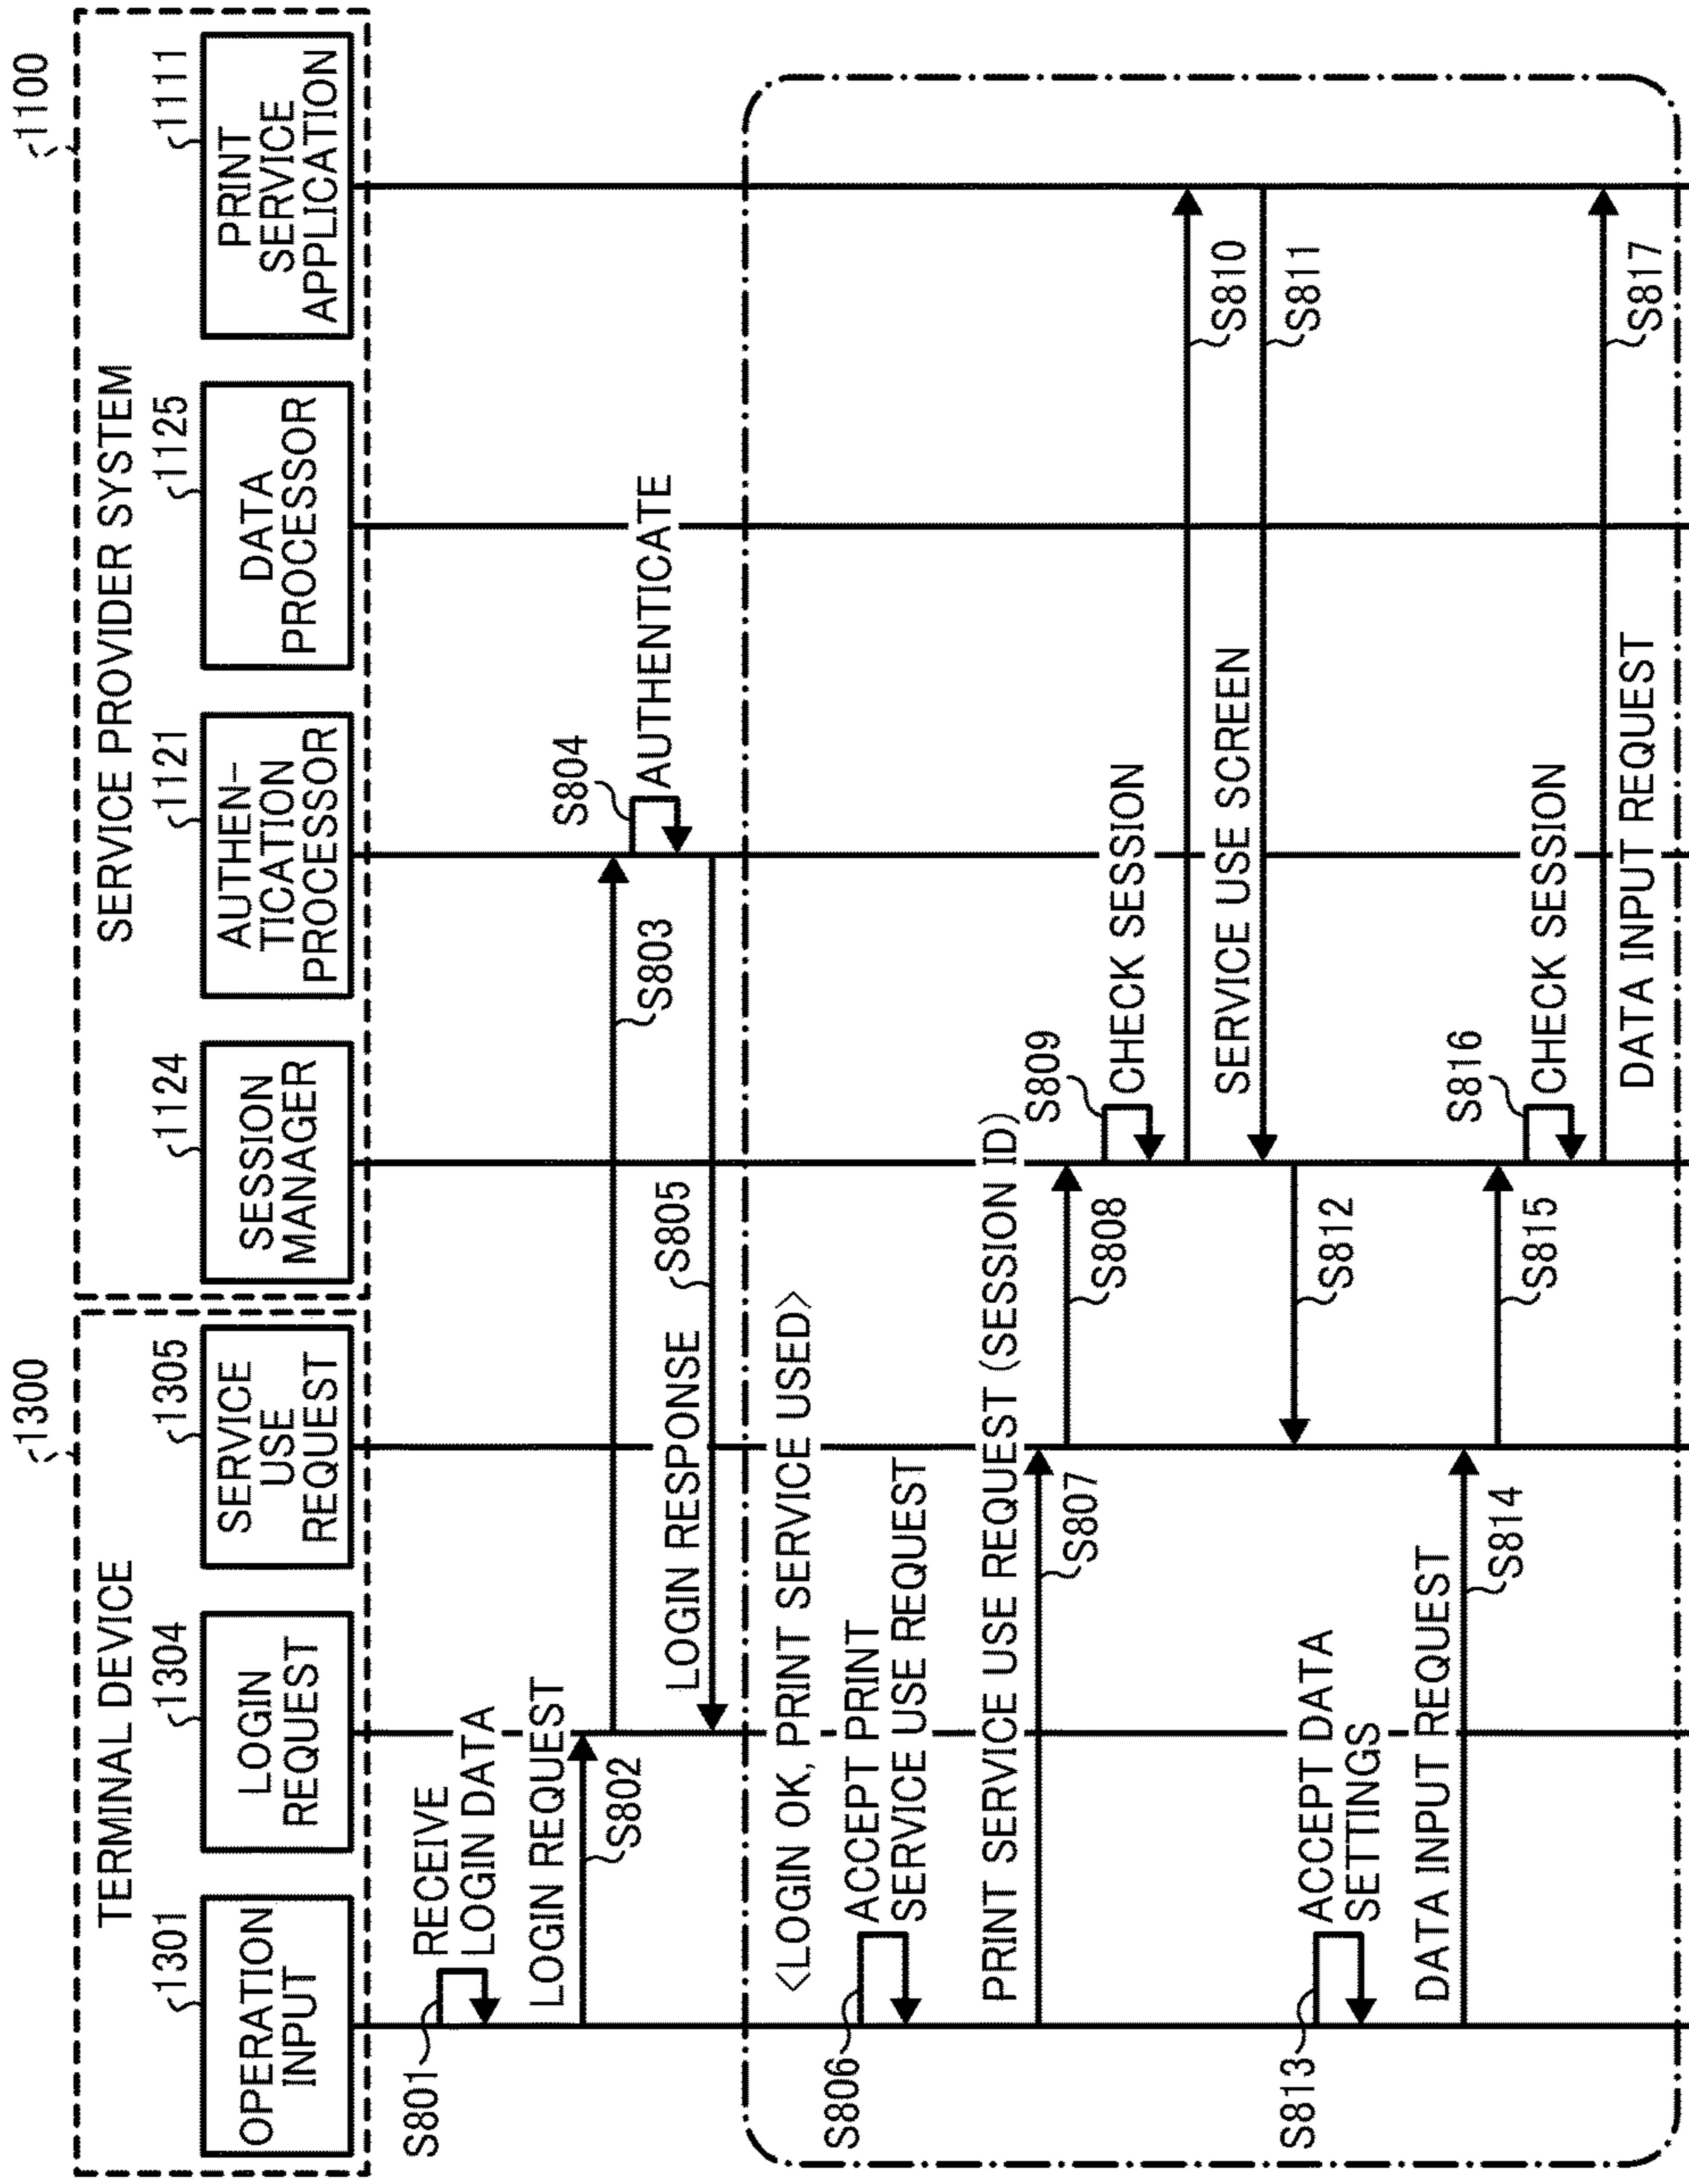 1300
1100
TERMINAL DEVICE
SERVICE PROVIDER SYSTEM
1301
1304
1305
1124
1121
1125
1111
OPERATION
INPUT
LOGIN
REQUEST
SERVICE
USE
REQUEST
SESSION
MANAGER
AUTHEN-
TICATION
PROCESSOR
DATA
PROCESSOR
PRINT
SERVICE
APPLICATION
S801
RECEIVE
LOGIN DATA
LOGIN REQUEST
S802
S803
S804
AUTHENTICATE
LOGIN RESPONSE
S805
<LOGIN OK, PRINT SERVICE USED>
S806
ACCEPT PRINT
SERVICE USE REQUEST
PRINT SERVICE USE REQUEST (SESSION ID)
S807
S808
S809
CHECK SESSION
S810
SERVICE USE SCREEN
S811
S812
S813
ACCEPT DATA
SETTINGS
DATA INPUT REQUEST
S814
S815
S816
CHECK SESSION
DATA INPUT REQUEST
S817